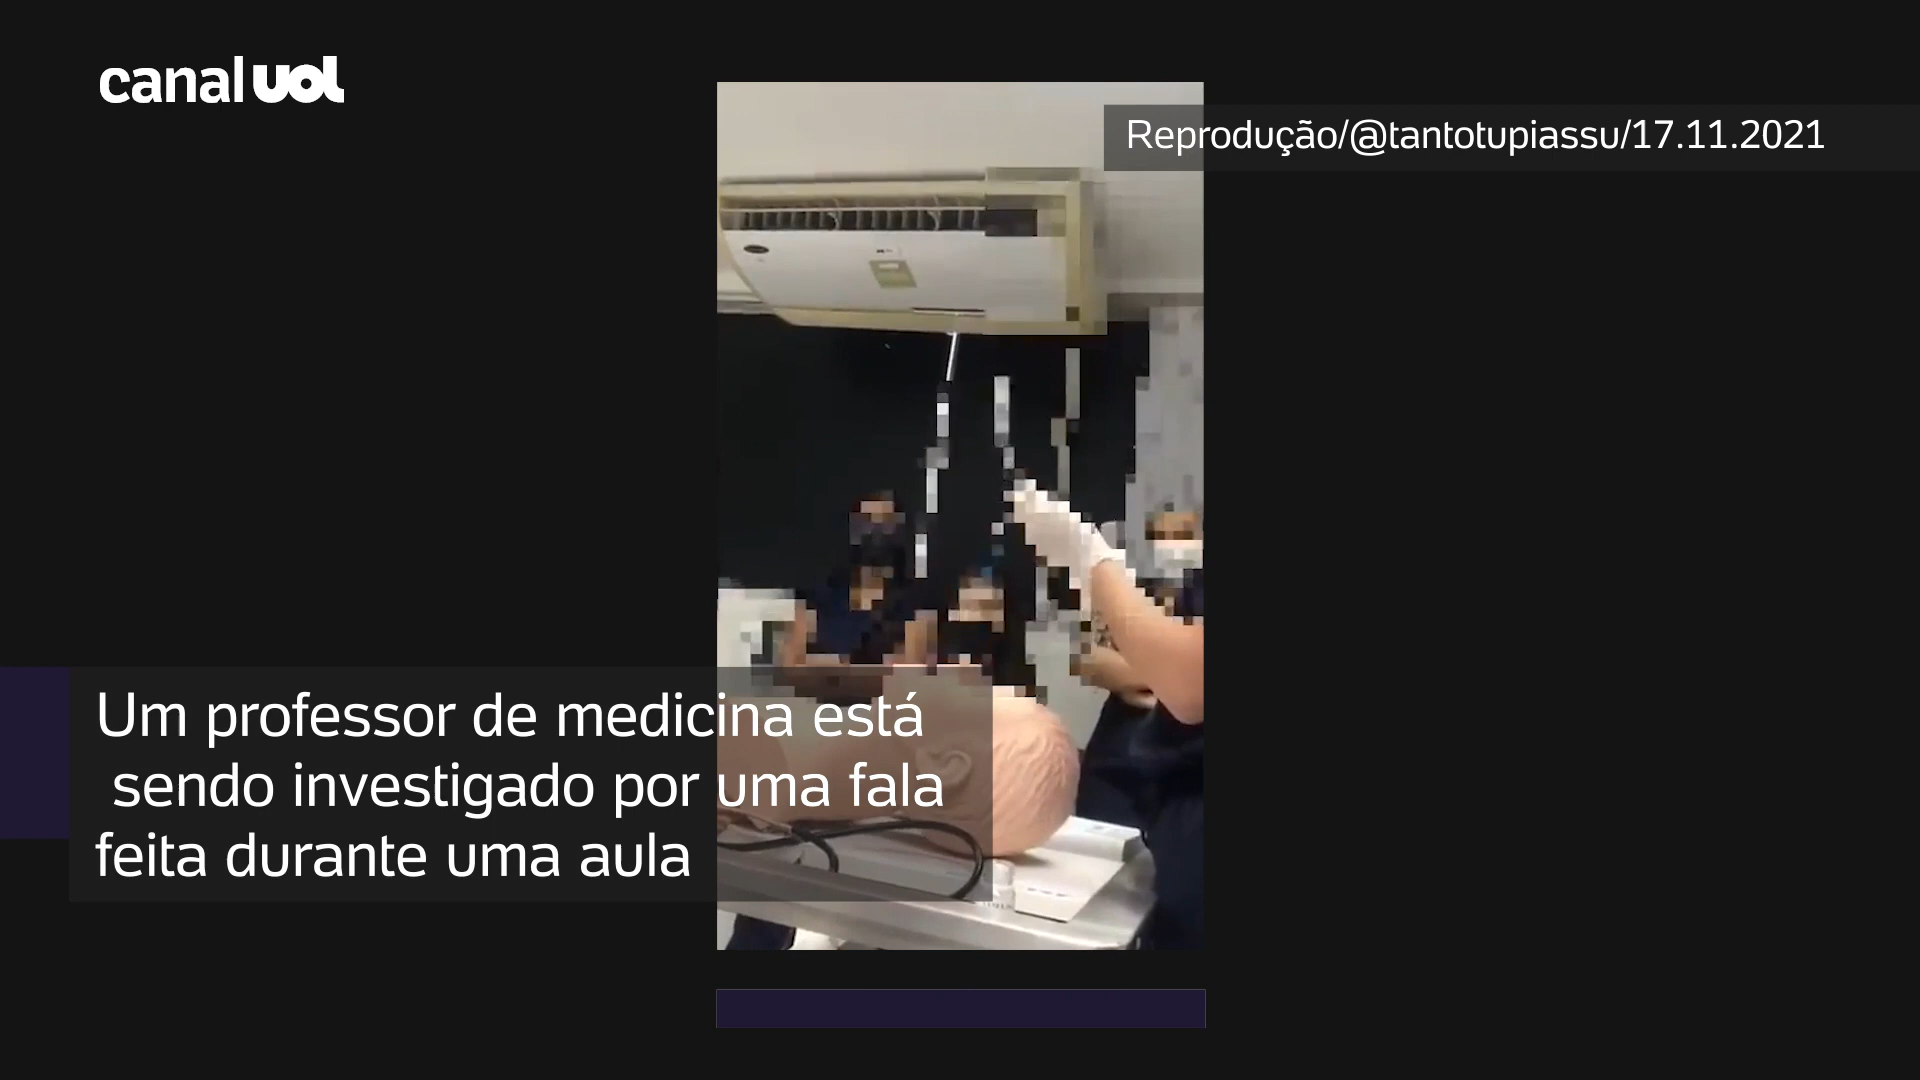 canal uol
Reprodução/@tantotupiassu/17.11.2021
Um professor de medicina está
sendo investigado por uma fala
feita durante uma aula